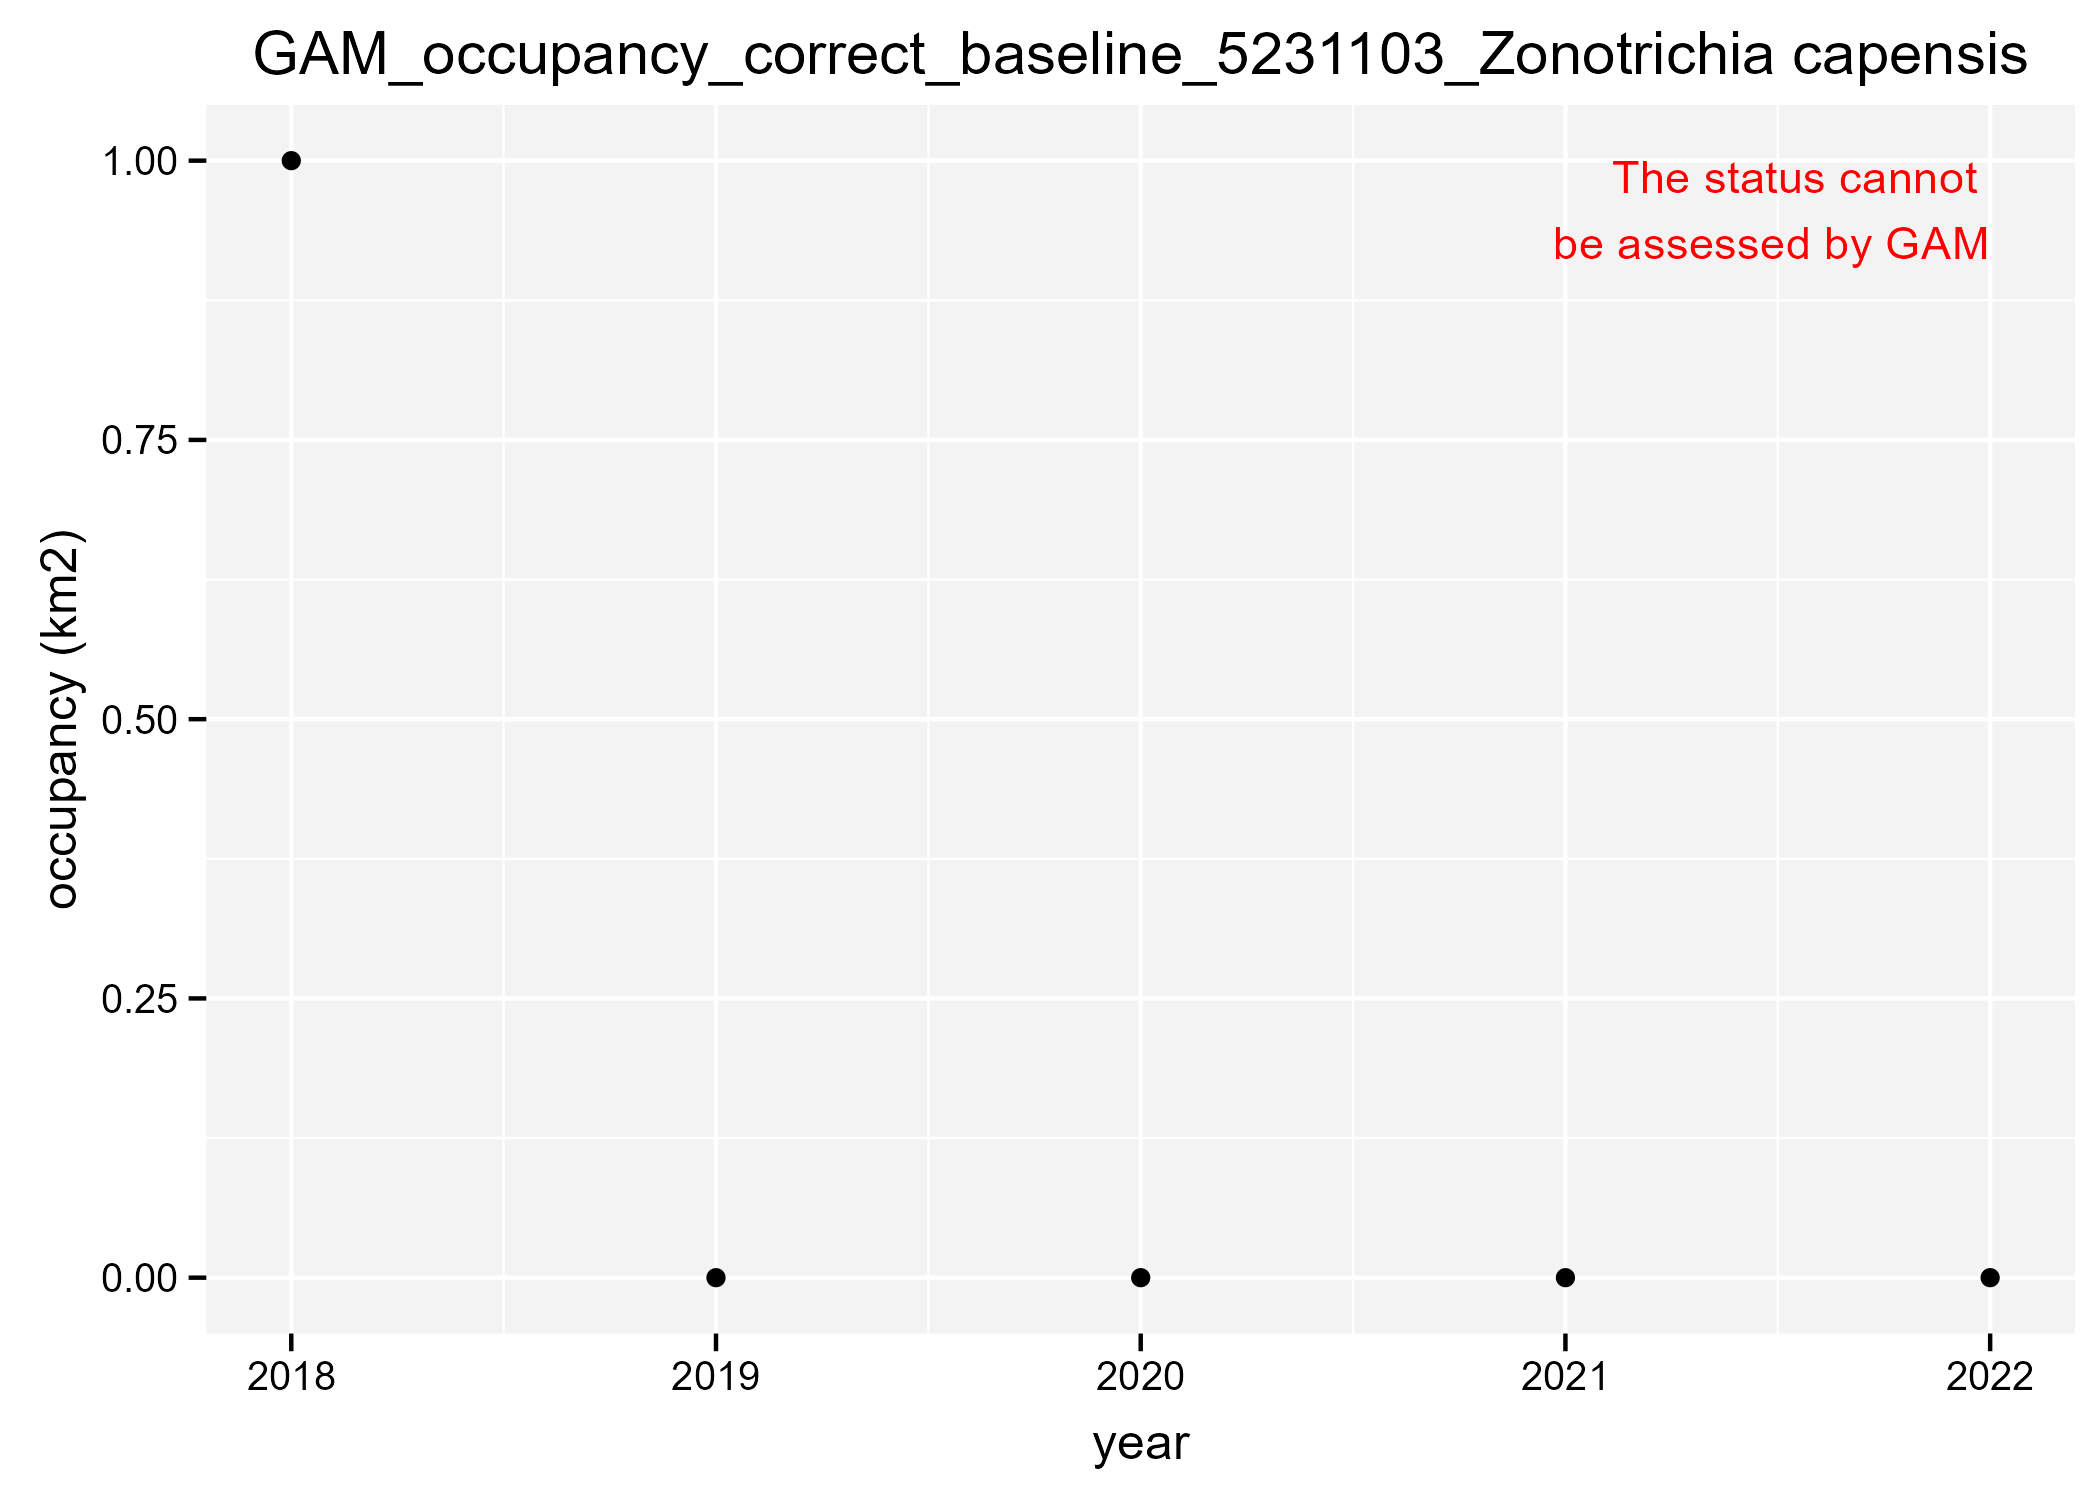 GAM_occupancy_correct_baseline_5231103_Zonotrichia capensis
The status cannot
be assessed by GAM
occupancy (km2)
1.00
0.75
0.50
0.25
0.00
2018 2019 2020 2021 2022
year